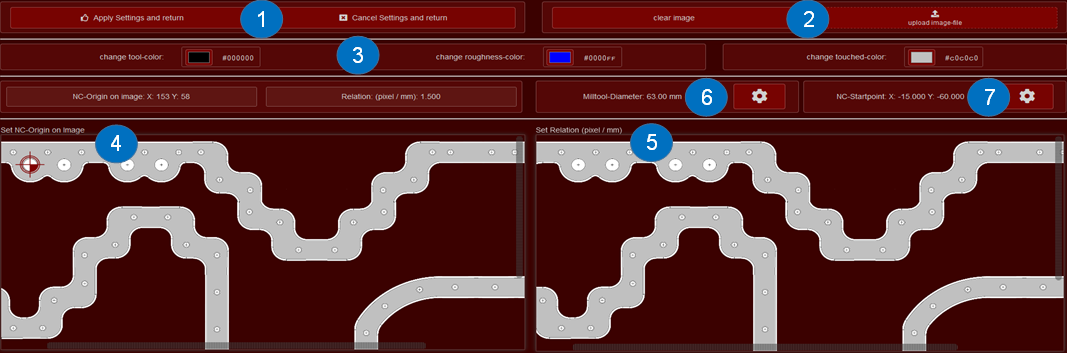 Apply Settings and return
1
Cancel Settings and return
clear image
2
upload image-file
change tool-color:
#000000
3
change roughness-color:
#0000ff
change touched-color:
#c0c0c0
NC-Origin on image: X: 153 Y: 58
Relation: (pixel / mm): 1.500
Milltool-Diameter: 63.00 mm
6
NC-Startpoint: X: -15.000 Y: -60.000
7
Set NC-Origin on Image
4
Set Relation (pixel / mm)
5